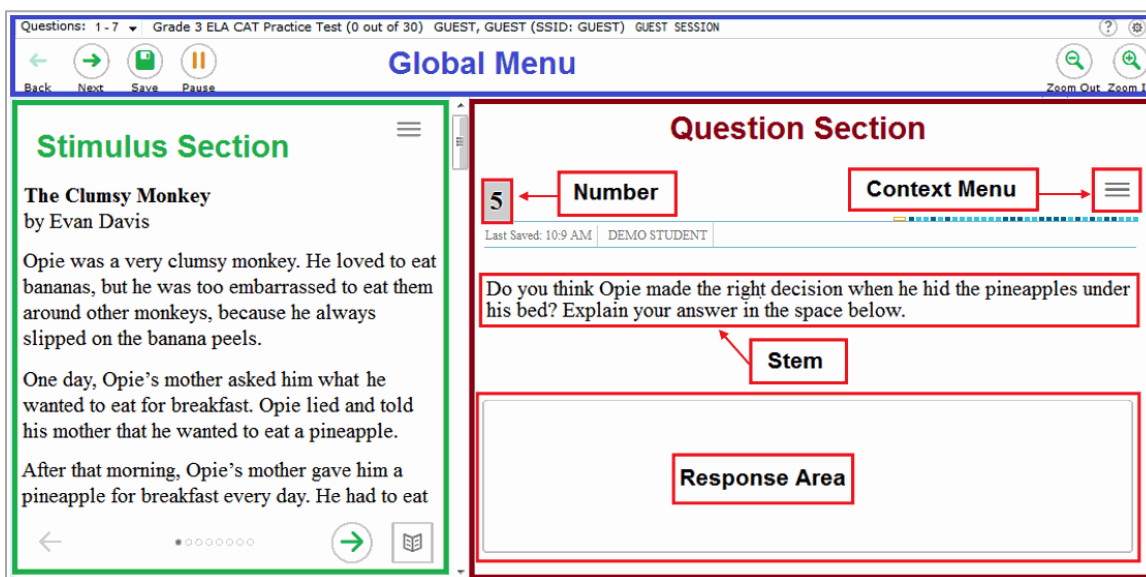 Questions: 1 - 7 Grade 3 ELA CAT Practice Test (0 out of 30) GUEST, GUEST (SSID: GUEST) GUEST SESSION
Back Next Save Pause
Global Menu
Zoom Out Zoom I
Stimulus Section
The Clumsy Monkey
by Evan Davis
Opie was a very clumsy monkey. He loved to eat
bananas, but he was too embarrassed to eat them
around other monkeys, because he always
slipped on the banana peels.
One day, Opie's mother asked him what he
wanted to eat for breakfast. Opie lied and told
his mother that he wanted to eat a pineapple.
After that morning, Opie's mother gave him a
pineapple for breakfast every day. He had to eat
Question Section
5
Number
Context Menu
Last Saved: 10:9 AM DEMO STUDENT
Do you think Opie made the right decision when he hid the pineapples under
his bed? Explain your answer in the space below.
Stem
Response Area